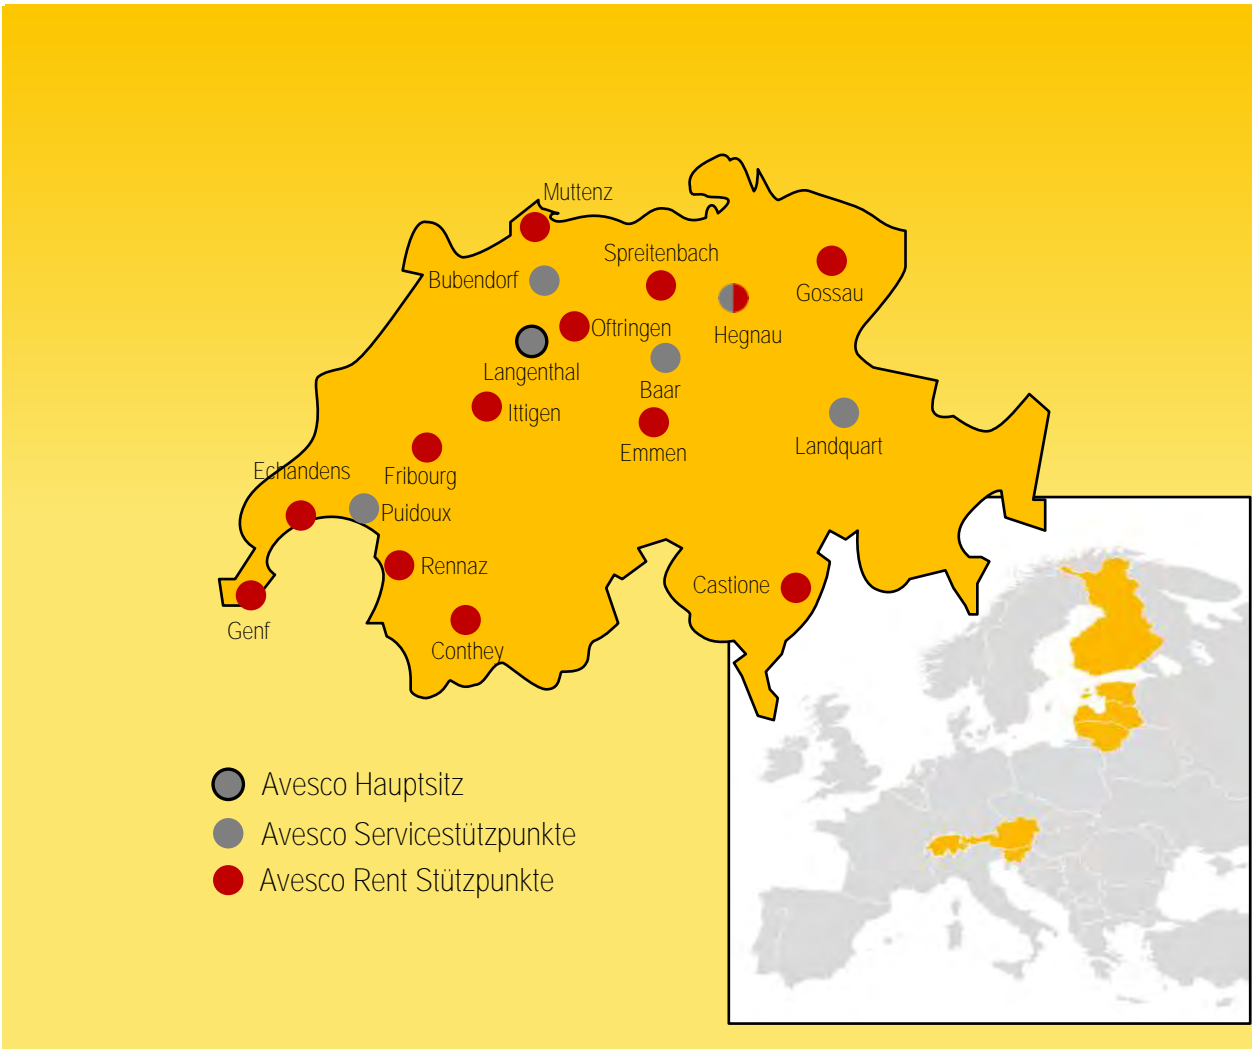 Muttenz
Spreitenbach
Bubendorf
Gossau
Oftringen
Hegnau
Langenthal
Baar
Ittigen
Emmen
Landquart
Echandens
Fribourg
Puidoux
Rennaz
Castione
Genf
Conthey
Avesco Hauptsitz
Avesco Servicestützpunkte
Avesco Rent Stützpunkte